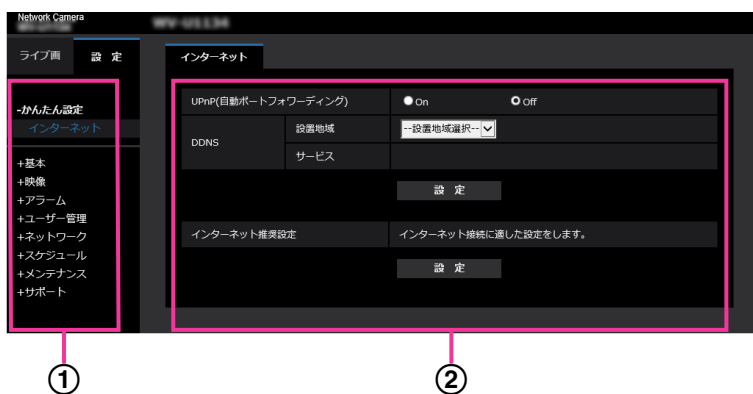 Network Camera
ライブ画 設 定
インターネット
-かんたん設定
インターネット
+基本
+映像
+アラーム
+ユーザー管理
+ネットワーク
+スケジュール
+メンテナンス
+サポート
UPnP(自動ポートフォワーディング) On Off
DDNS 設置地域 --設置地域選択--
サービス
設 定
インターネット推奨設定 インターネット接続に適した設定をします。
設 定
① ②